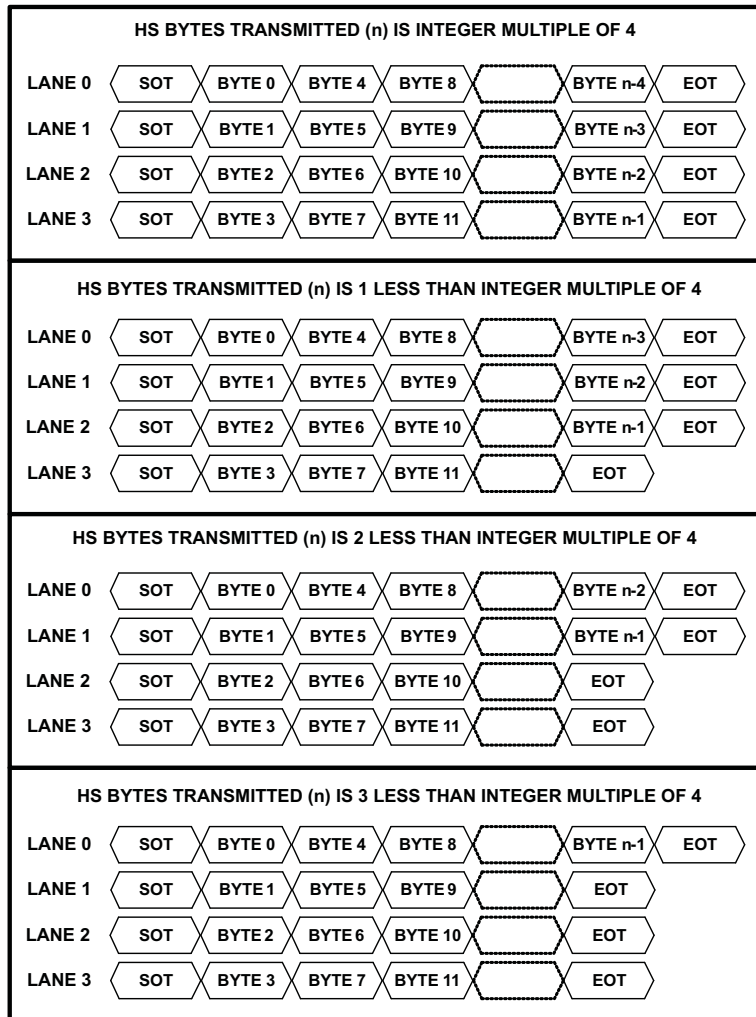 HS BYTES TRANSMITTED (n) IS INTEGER MULTIPLE OF 4
LANE 0 SOT BYTE 0 BYTE 4 BYTE 8 BYTE n-4 EOT
LANE 1 SOT BYTE 1 BYTE 5 BYTE 9 BYTE n-3 EOT
LANE 2 SOT BYTE 2 BYTE 6 BYTE 10 BYTE n-2 EOT
LANE 3 SOT BYTE 3 BYTE 7 BYTE 11 BYTE n-1 EOT
HS BYTES TRANSMITTED (n) IS 1 LESS THAN INTEGER MULTIPLE OF 4
LANE 0 SOT BYTE 0 BYTE 4 BYTE 8 BYTE n-3 EOT
LANE 1 SOT BYTE 1 BYTE 5 BYTE 9 BYTE n-2 EOT
LANE 2 SOT BYTE 2 BYTE 6 BYTE 10 BYTE n-1 EOT
LANE 3 SOT BYTE 3 BYTE 7 BYTE 11 EOT
HS BYTES TRANSMITTED (n) IS 2 LESS THAN INTEGER MULTIPLE OF 4
LANE 0 SOT BYTE 0 BYTE 4 BYTE 8 BYTE n-2 EOT
LANE 1 SOT BYTE 1 BYTE 5 BYTE 9 BYTE n-1 EOT
LANE 2 SOT BYTE 2 BYTE 6 BYTE 10 EOT
LANE 3 SOT BYTE 3 BYTE 7 BYTE 11 EOT
HS BYTES TRANSMITTED (n) IS 3 LESS THAN INTEGER MULTIPLE OF 4
LANE 0 SOT BYTE 0 BYTE 4 BYTE 8 BYTE n-1 EOT
LANE 1 SOT BYTE 1 BYTE 5 BYTE 9 EOT
LANE 2 SOT BYTE 2 BYTE 6 BYTE 10 EOT
LANE 3 SOT BYTE 3 BYTE 7 BYTE 11 EOT